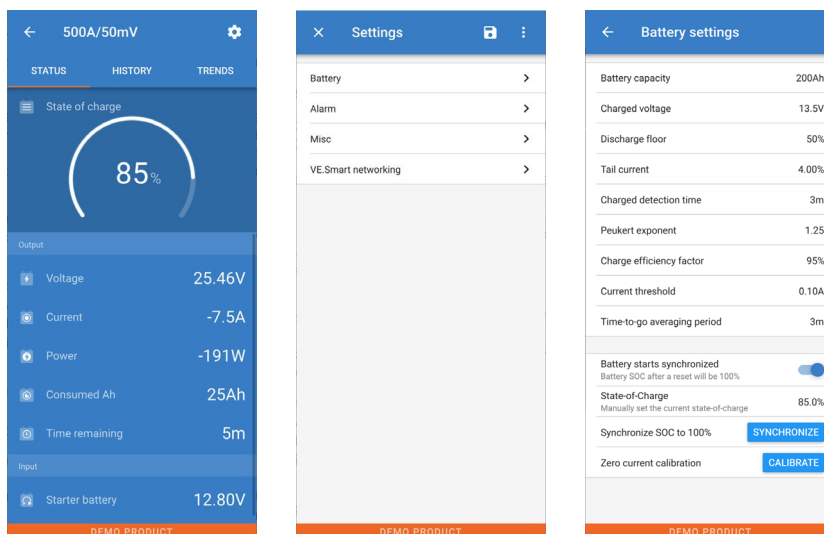 500A/50mV
STATUS HISTORY TRENDS
State of charge
85%
Output
Voltage 25.46V
Current -7.5A
Power -191W
Consumed Ah 25Ah
Time remaining 5m
Input
Starter battery 12.80V
DEMO PRODUCT
Settings
Battery
Alarm
Misc
VE.Smart networking
DEMO PRODUCT
Battery settings
Battery capacity 200Ah
Charged voltage 13.5V
Discharge floor 50%
Tail current 4.00%
Charged detection time 3m
Peukert exponent 1.25
Charge efficiency factor 95%
Current threshold 0.10A
Time-to-go averaging period 3m
Battery starts synchronized
Battery SOC after a reset will be 100%
State-of-Charge 85.0%
Manually set the current state-of-charge
Synchronize SOC to 100% SYNCHRONIZE
Zero current calibration CALIBRATE
DEMO PRODUCT